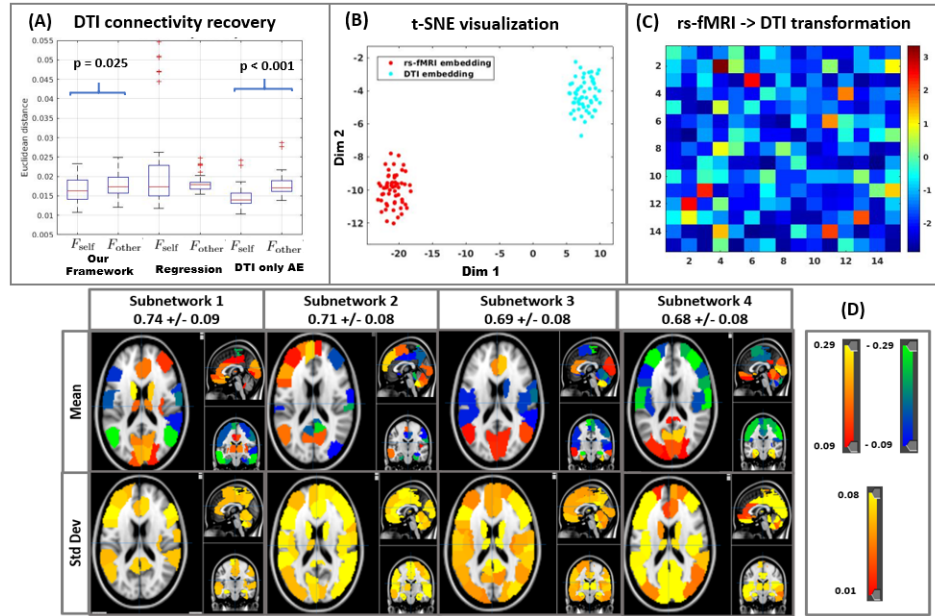 (A) DTI connectivity recovery
0.055
0.05
0.045
0.04
0.035
0.03
0.025
0.02
0.015
0.01
0.005
Euclidean distance
p = 0.025
p < 0.001
Fself Fother Fself Fother Fself Fother
Our Framework
Regression
DTI only AE
(B)
t-SNE visualization
rs-fMRI embedding
DTI embedding
-2
-4
-6
-8
-10
-12
Dim 2
-20 -15 -10 -5 0 5 10
Dim 1
(C)
rs-fMRI -> DTI transformation
2
4
6
8
10
12
14
2 4 6 8 10 12 14
3
2
1
0
-1
-2
Subnetwork 1
0.74 +/- 0.09
Subnetwork 2
0.71 +/- 0.08
Subnetwork 3
0.69 +/- 0.08
Subnetwork 4
0.68 +/- 0.08
Mean
Std Dev
(D)
0.29
- 0.29
0.09
- 0.09
0.08
0.01